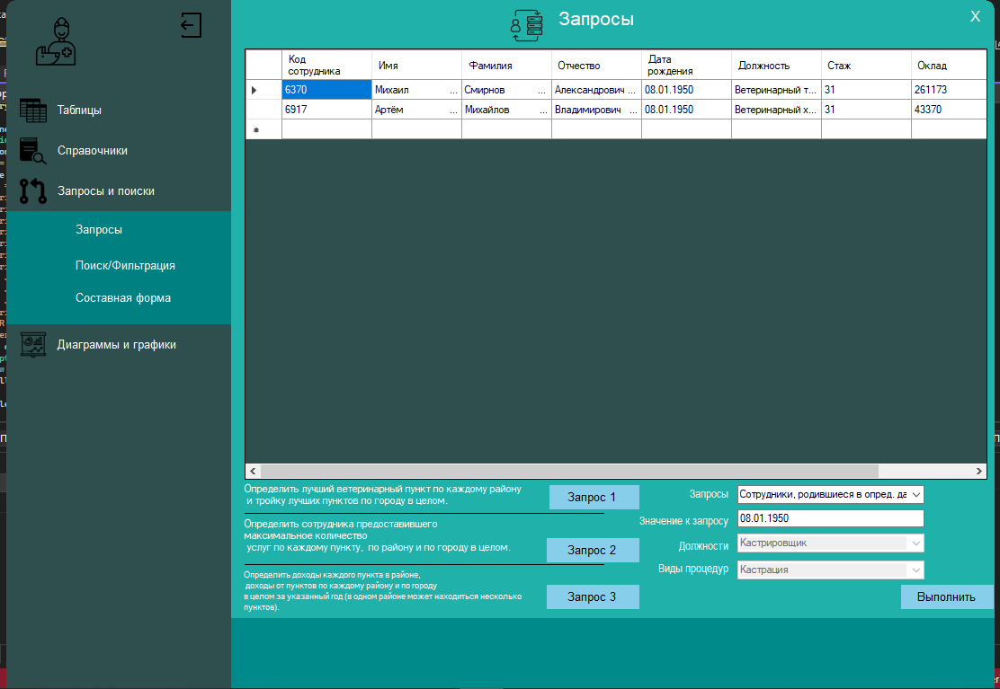 Запросы
X
Таблицы
Справочники
Запросы и поиски
Запросы
Поиск/Фильтрация
Составная форма
Диаграммы и графики
Код сотрудника Имя Фамилия Отчество Дата рождения Должность Стаж Оклад
6370 Михаил ... Смирнов ... Александрович ... 08.01.1950 Ветеринарный т... 31 261173
6917 Артём ... Михайлов ... Владимирович ... 08.01.1950 Ветеринарный х... 31 43370
Определить лучший ветеринарный пункт по каждому району
и тройку лучших пунктов по городу в целом.
Запрос 1
Определить сотрудника предоставившего
максимальное количество
услуг по каждому пункту, по району и по городу в целом.
Запрос 2
Определить доходы каждого пункта в районе,
доходы от пунктов по каждому району и по городу
в целом за указанный год (в одном районе может находиться несколько
пунктов).
Запрос 3
Запросы Сотрудники, родившиеся в опред. да
Значение к запросу 08.01.1950
Должности Кастрировщик
Виды процедур Кастрация
Выполнить